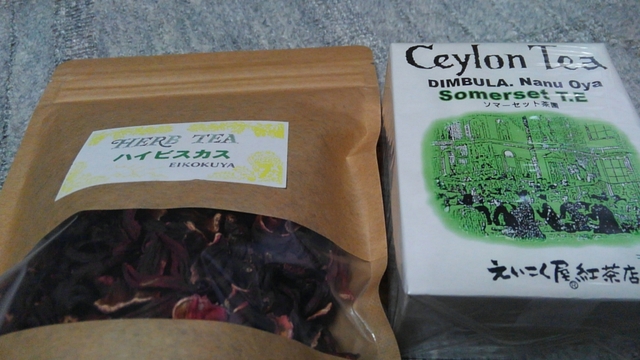 HERB TEA
ハイビスカス
EIKOKUYA
Ceylon Tea
DIMBULA. Nanu Oya
Somerset T.E
ソマーセット茶園
えいこく屋®紅茶店